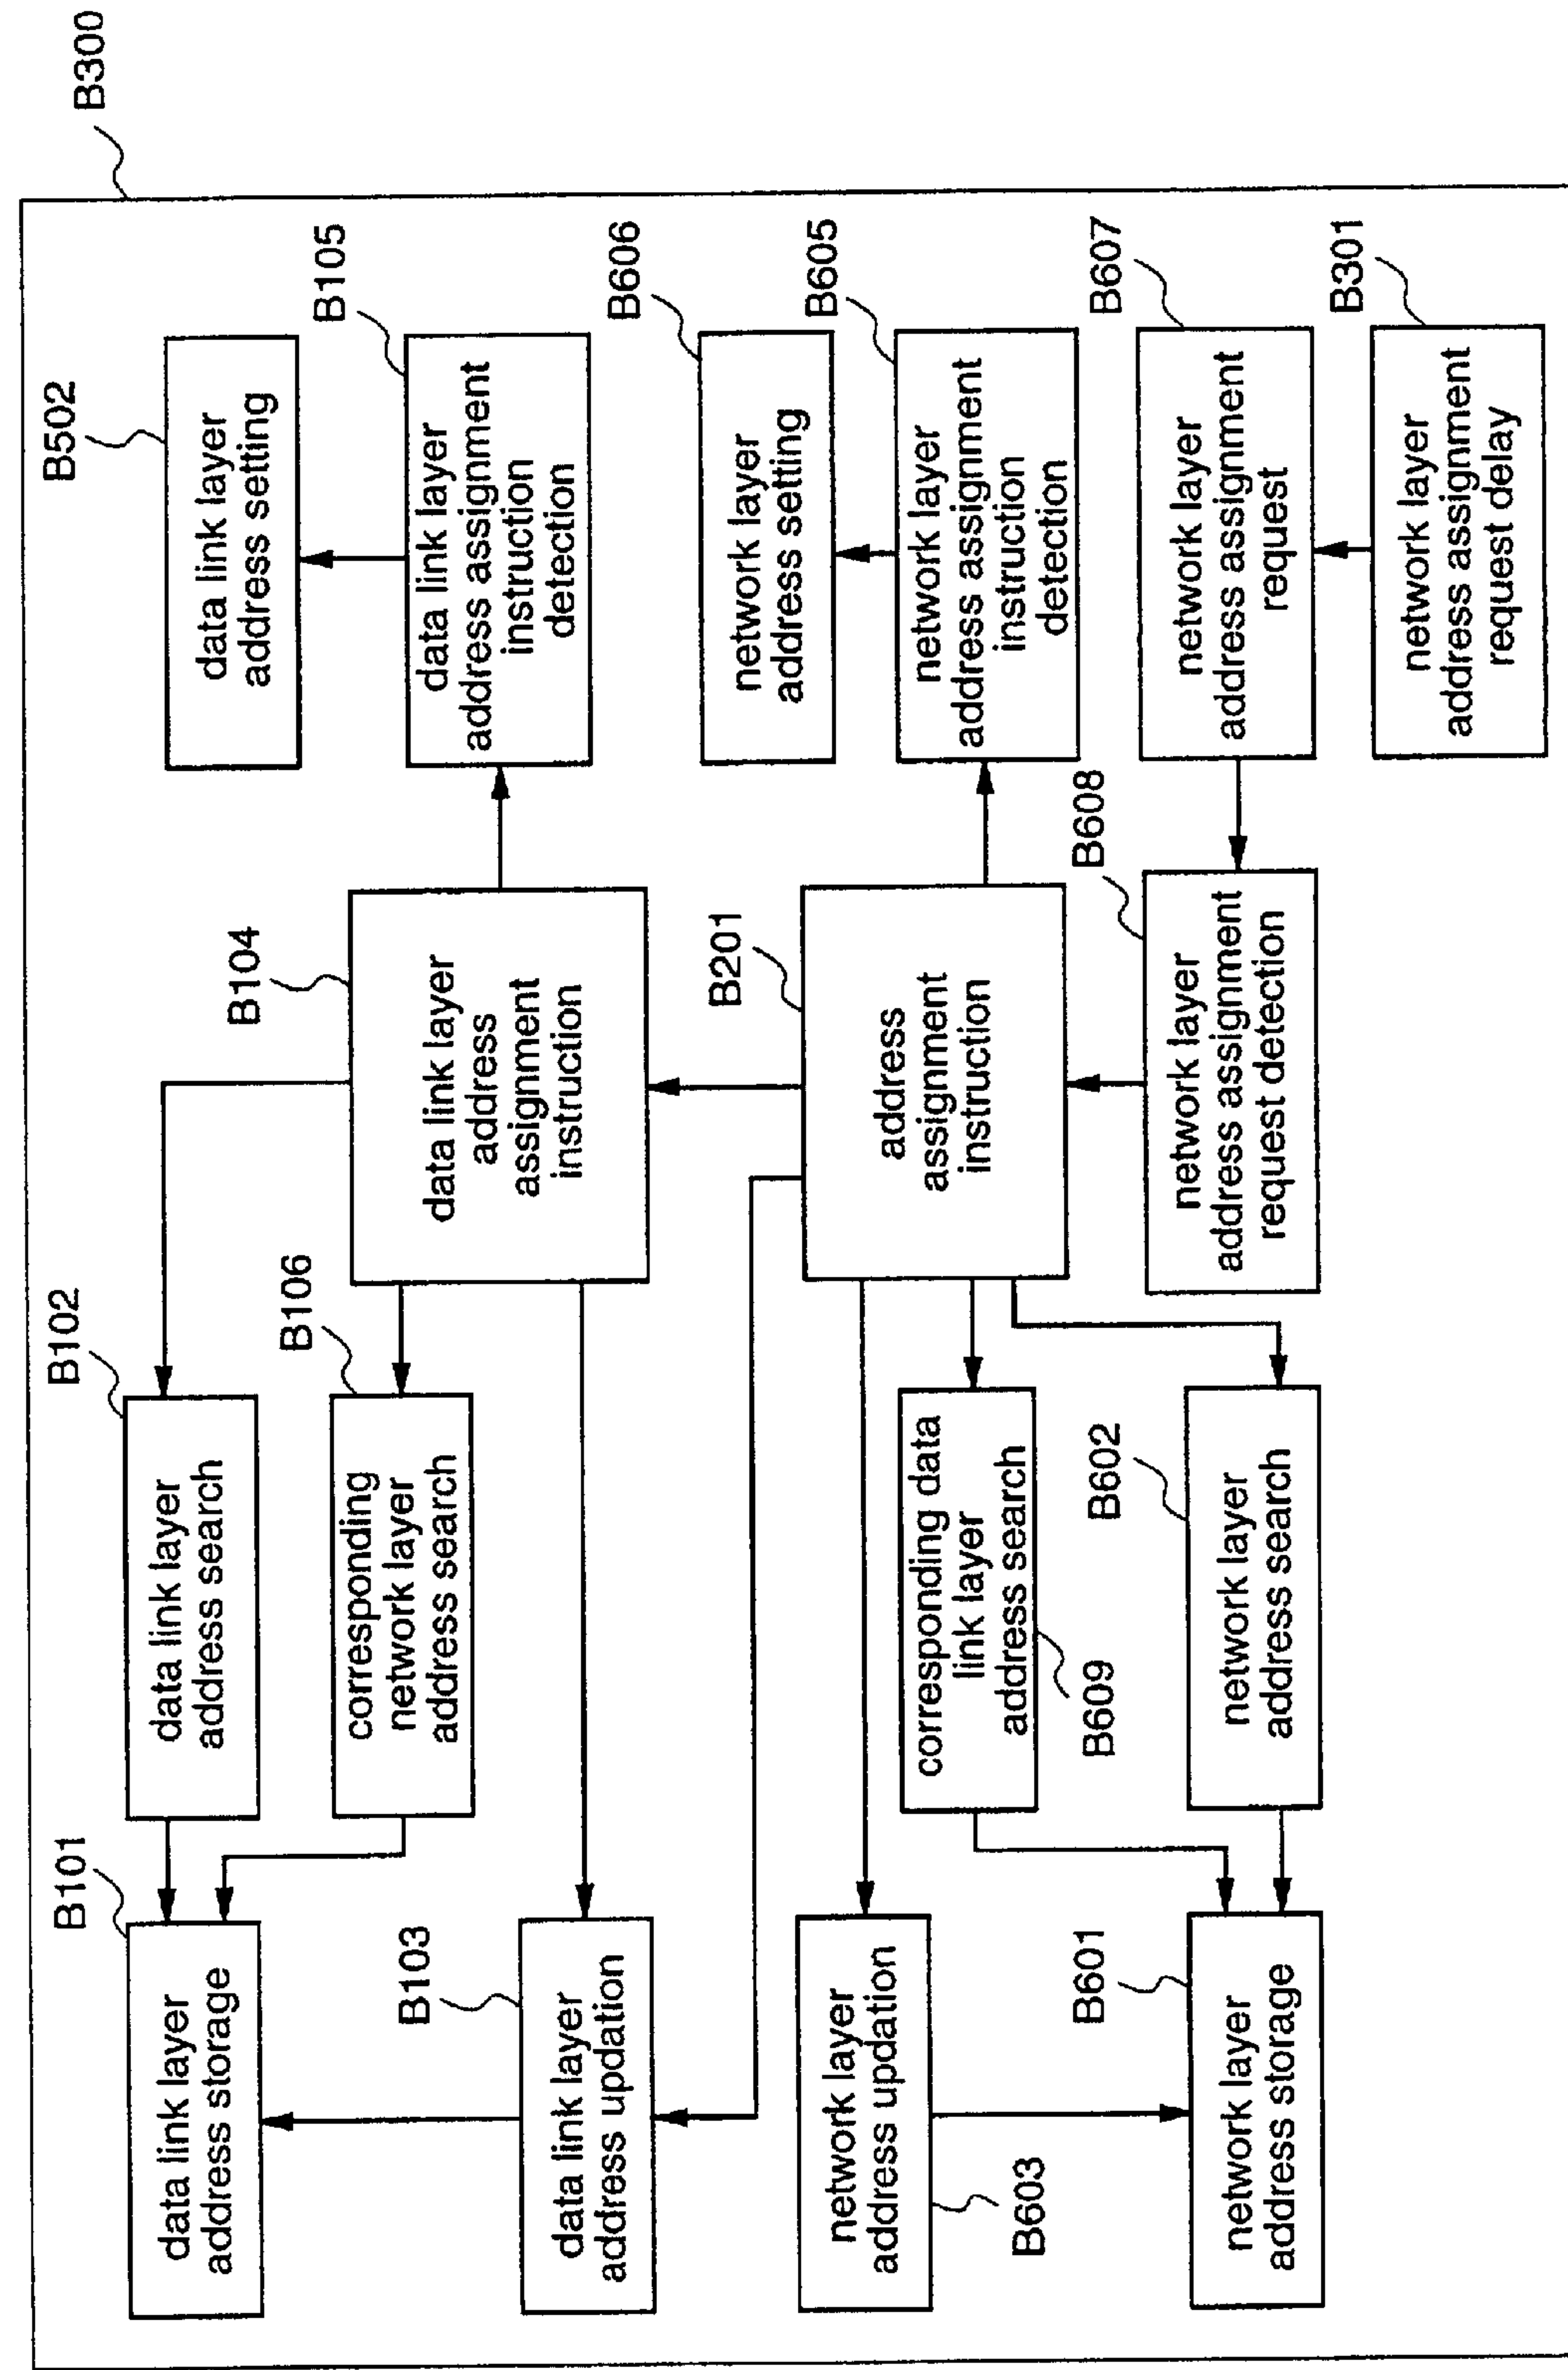 B300
B101
data link layer
address storage
B102
data link layer
address search
B502
data link layer
address setting
B106
corresponding
network layer
address search
B104
data link layer
address
assignment
instruction
B105
data link layer
address assignment
instruction
detection
B103
data link layer
address updation
B606
network layer
address setting
network layer
address updation
B603
corresponding data
link layer
address search
B609
B201
address
assignment
instruction
B605
network layer
address assignment
instruction
detection
B601
network layer
address storage
B602
network layer
address search
B608
network layer
address assignment
request detection
B607
network layer
address assignment
request
B301
network layer
address assignment
request delay